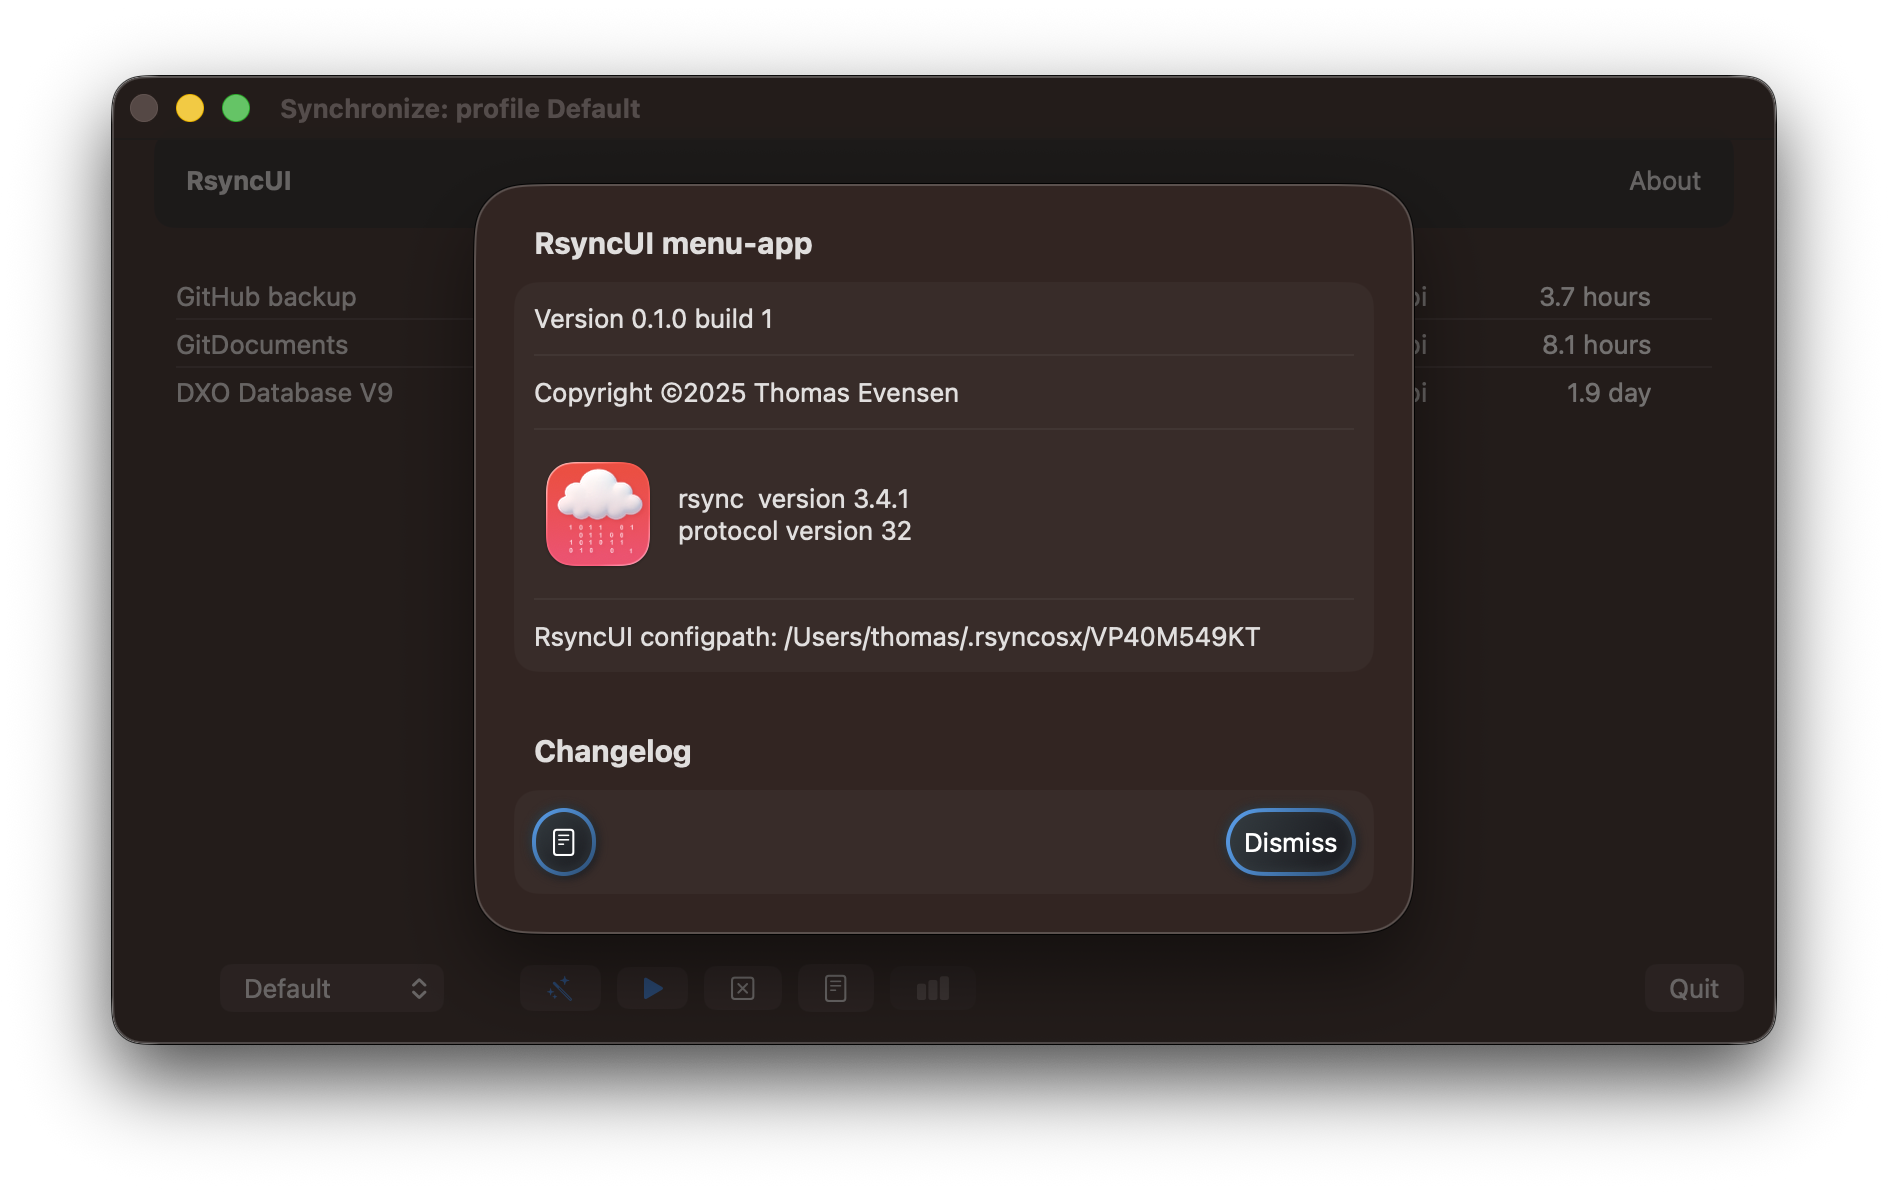 Synchronize: profile Default
RsyncUI
About
GitHub backup
3.7 hours
GitDocuments
8.1 hours
DXO Database V9
1.9 day
RsyncUI menu-app
Version 0.1.0 build 1
Copyright ©2025 Thomas Evensen
rsync  version 3.4.1
protocol version 32
RsyncUI configpath: /Users/thomas/.rsyncosx/VP40M549KT
Changelog
Dismiss
Default
Quit